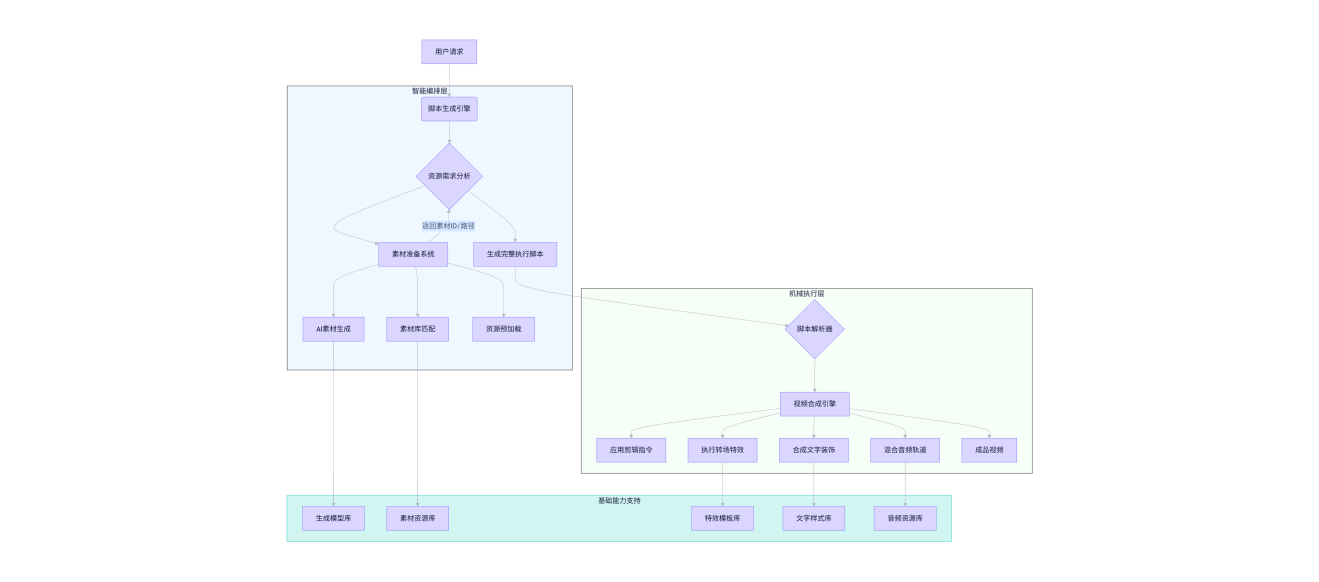 用户请求
智能编排层
脚本生成引擎
资源需求分析
返回素材ID/路径
素材准备系统
生成完整执行脚本
AI素材生成
素材库匹配
资源预加载
机械执行层
脚本解析器
视频合成引擎
应用剪辑指令
执行转场特效
合成文字装饰
混合音频轨道
成品视频
基础能力支持
生成模型库
素材资源库
特效模板库
文字样式库
音频资源库